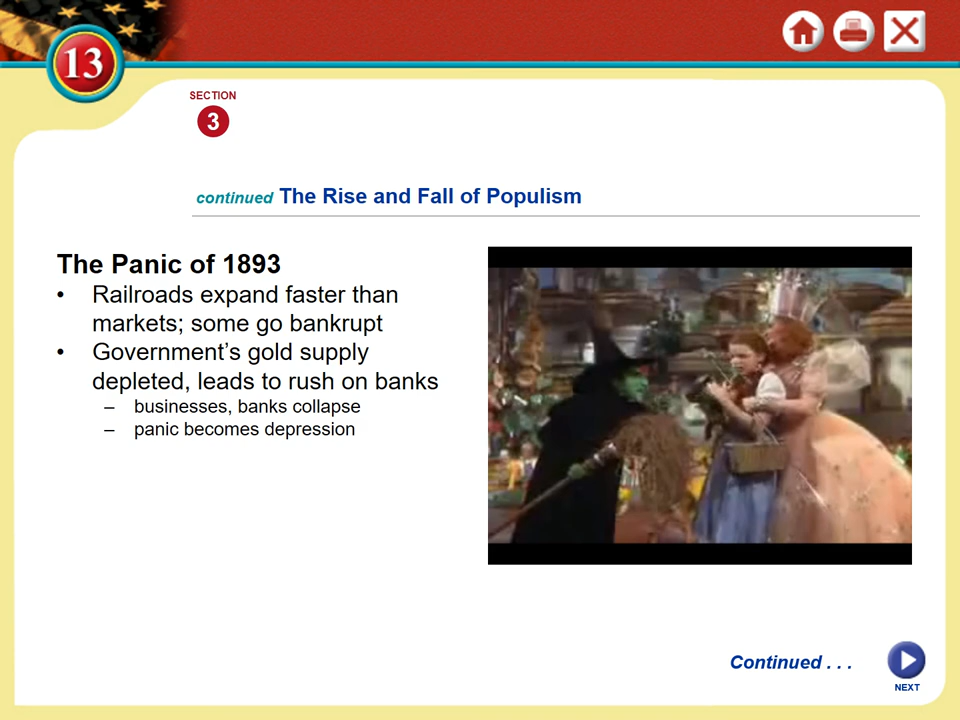 13
SECTION
3
continued The Rise and Fall of Populism
The Panic of 1893
• Railroads expand faster than
markets; some go bankrupt
• Government’s gold supply
depleted, leads to rush on banks
– businesses, banks collapse
– panic becomes depression
Continued . . .
NEXT